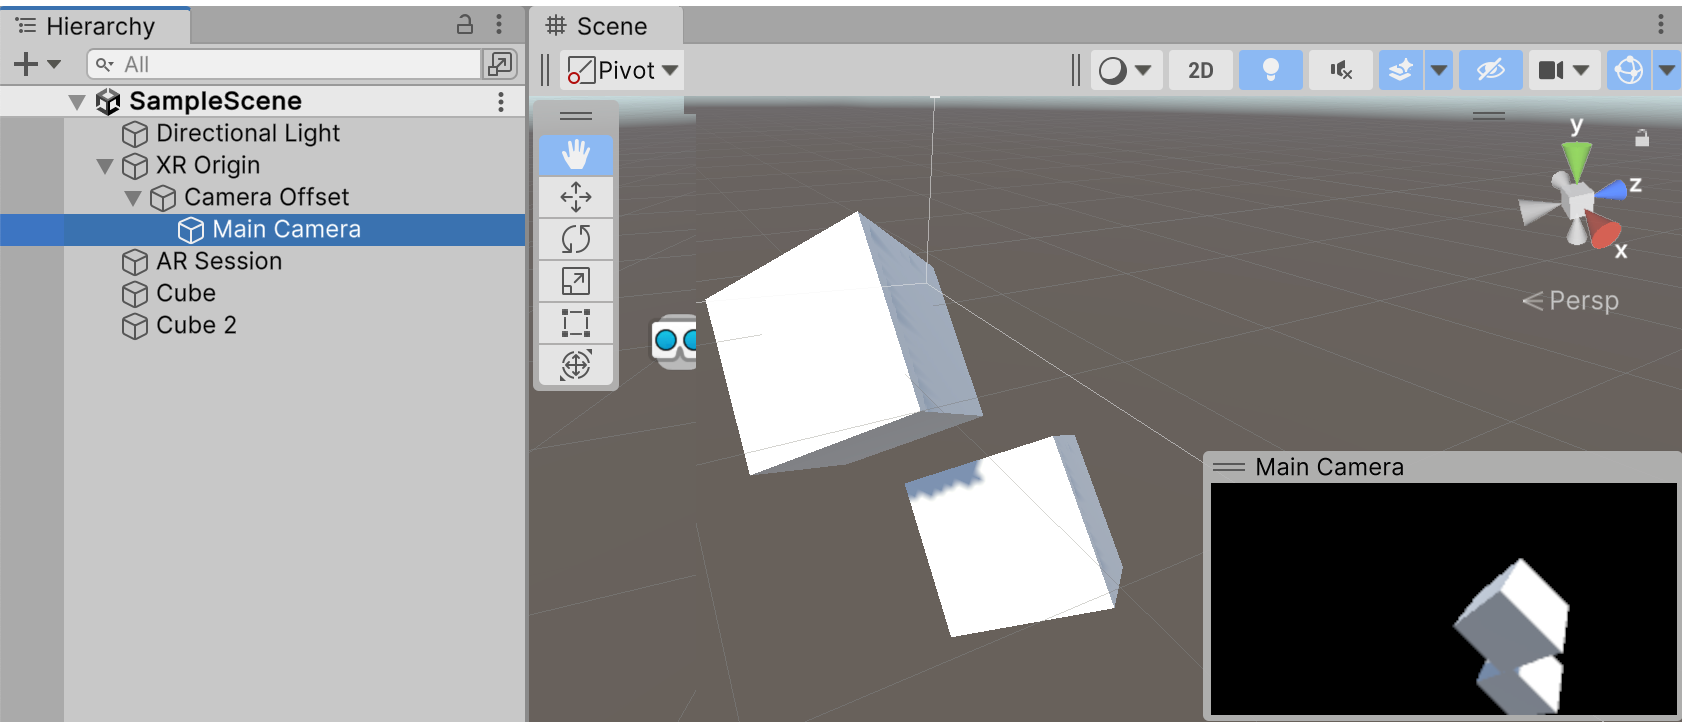 Hierarchy
All
SampleScene
Directional Light
XR Origin
Camera Offset
Main Camera
AR Session
Cube
Cube 2
Scene
Pivot
2D
y
z
x
Persp
Main Camera